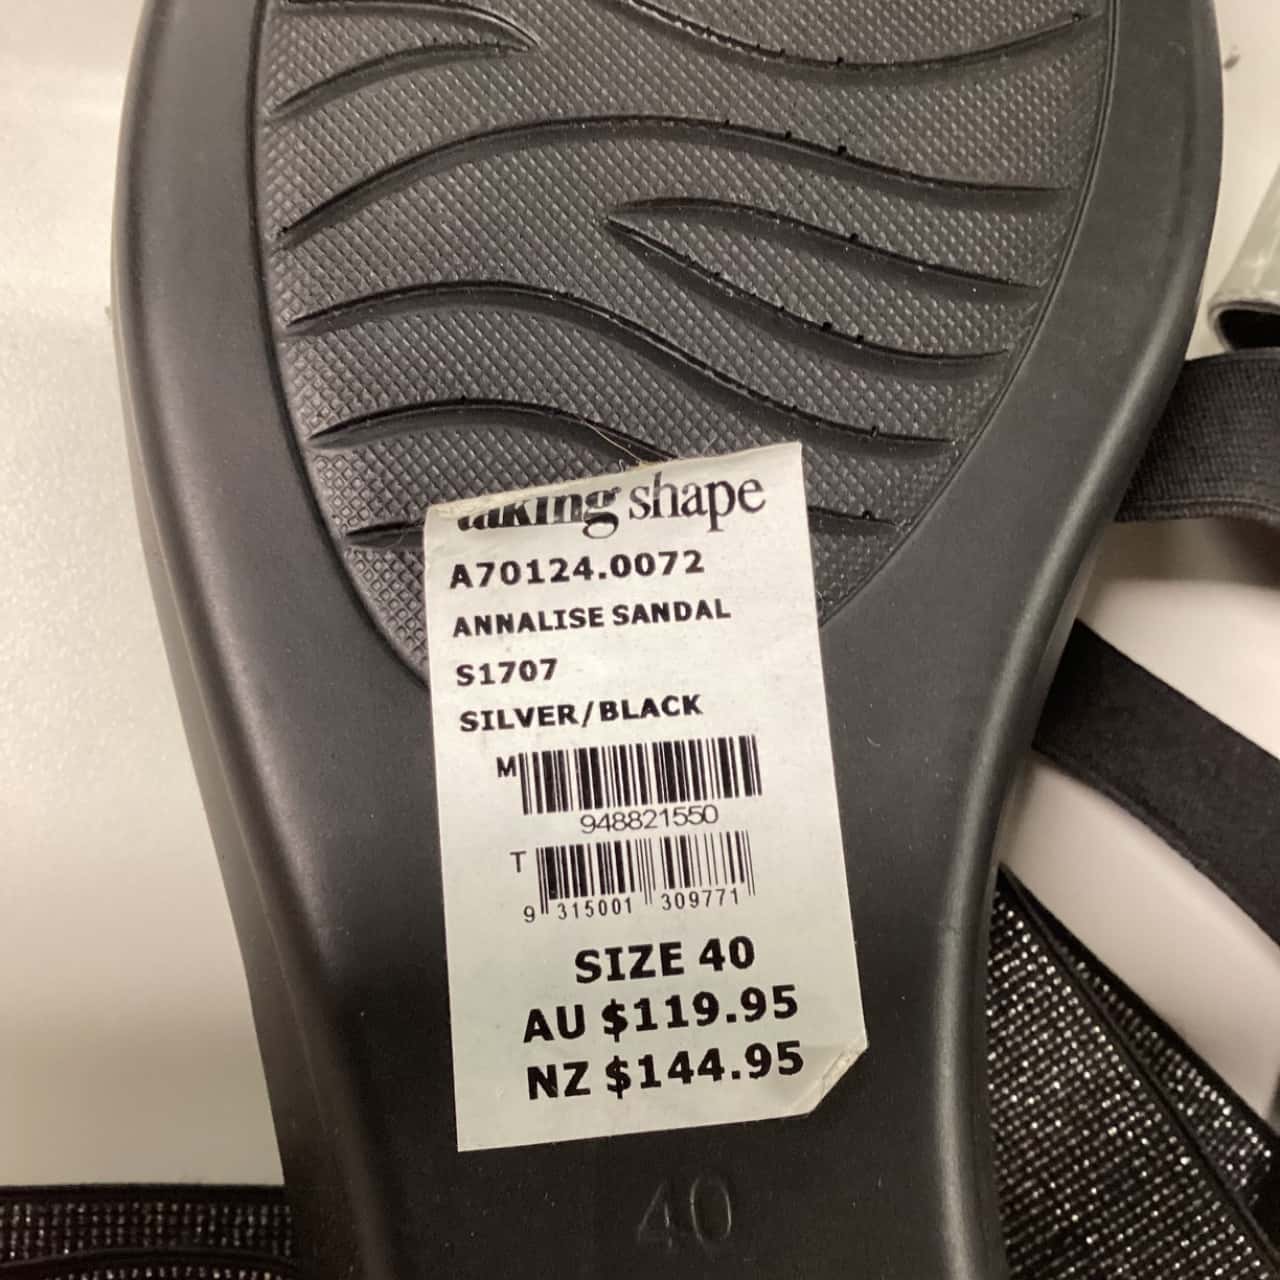 taking shape
A70124.0072
ANNALISE SANDAL
S1707
SILVER/BLACK
M
948821550
T
9 315001 309771
SIZE 40
AU $119.95
NZ $144.95
40